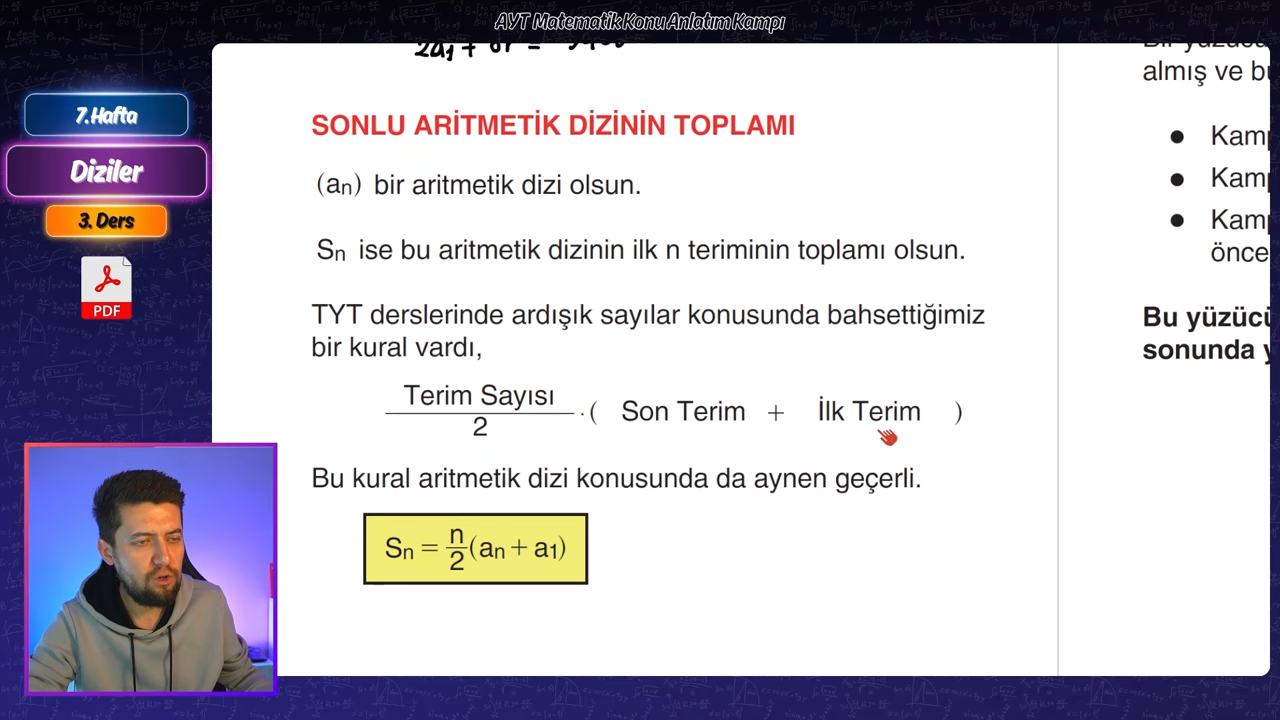 AYT Matematik Konu Anlatım Kampı
7.Hafta
Diziler
3. Ders
PDF
2a₁ +
SONLU ARİTMETİK DİZİNİN TOPLAMI
(an) bir aritmetik dizi olsun.
Sn ise bu aritmetik dizinin ilk n teriminin toplamı olsun.
TYT derslerinde ardışık sayılar konusunda bahsettiğimiz
bir kural vardı,
Terim Sayısı
2
· ( Son Terim + İlk Terim )
Bu kural aritmetik dizi konusunda da aynen geçerli.
Sn = n/2 (an + a1)
almış ve bu
● Kamp
● Kamp
● Kamp
önce
Bu yüzücü
sonunda y